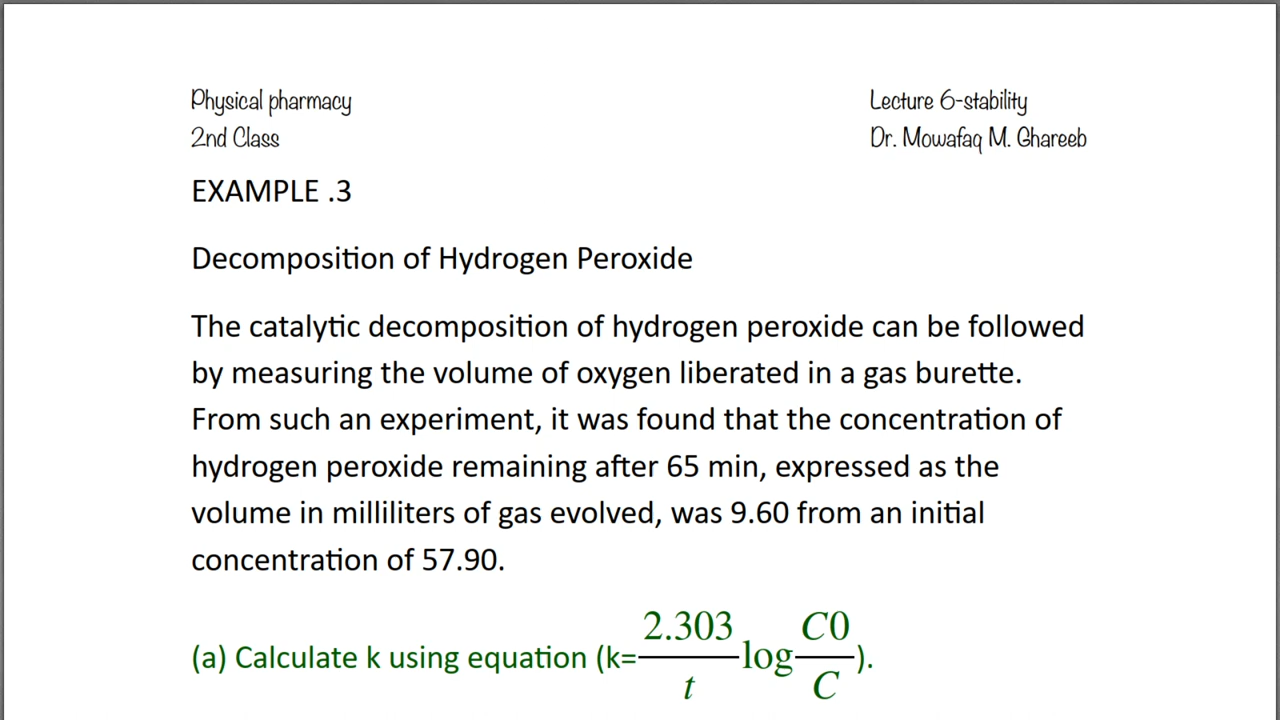 Physical pharmacy
Lecture 6-stability
2nd Class
Dr. Mowafaq M. Ghareeb
EXAMPLE .3
Decomposition of Hydrogen Peroxide
The catalytic decomposition of hydrogen peroxide can be followed
by measuring the volume of oxygen liberated in a gas burette.
From such an experiment, it was found that the concentration of
hydrogen peroxide remaining after 65 min, expressed as the
volume in milliliters of gas evolved, was 9.60 from an initial
concentration of 57.90.
(a) Calculate k using equation (k=2.303/t log C0/C).